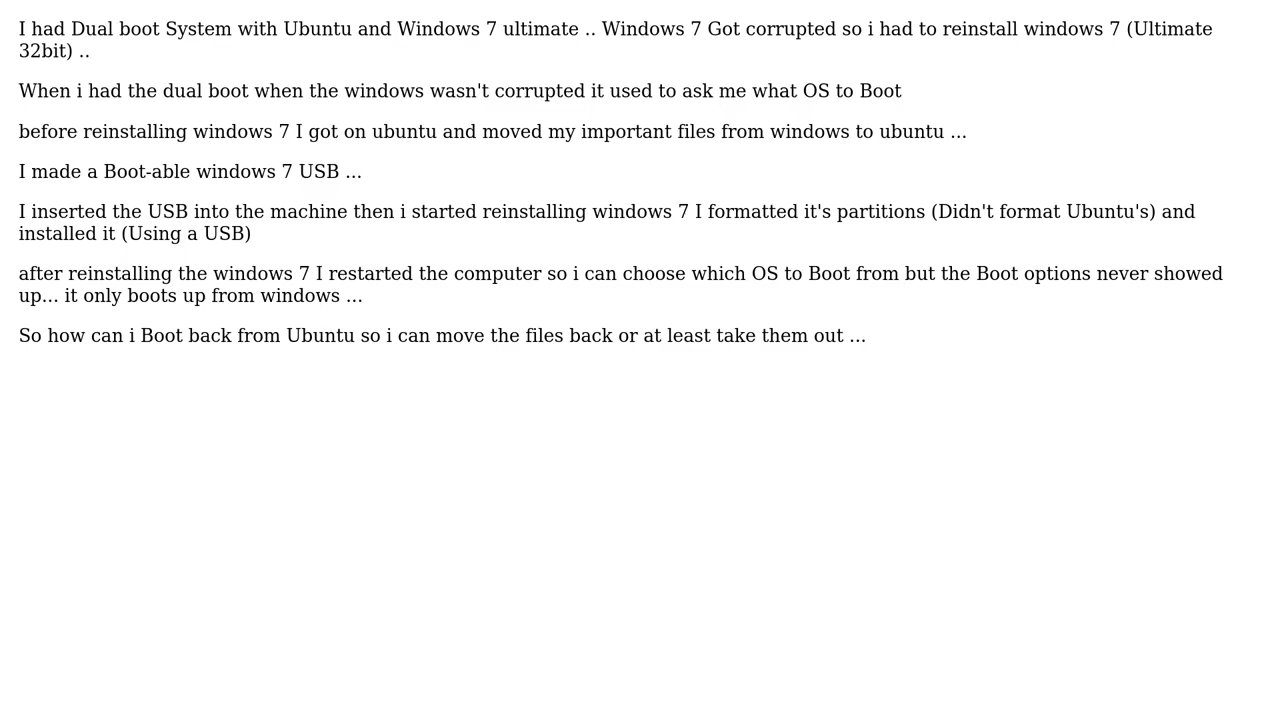 I had Dual boot System with Ubuntu and Windows 7 ultimate .. Windows 7 Got corrupted so i had to reinstall windows 7 (Ultimate
32bit) ..
When i had the dual boot when the windows wasn't corrupted it used to ask me what OS to Boot
before reinstalling windows 7 I got on ubuntu and moved my important files from windows to ubuntu ...
I made a Boot-able windows 7 USB ...
I inserted the USB into the machine then i started reinstalling windows 7 I formatted it's partitions (Didn't format Ubuntu's) and
installed it (Using a USB)
after reinstalling the windows 7 I restarted the computer so i can choose which OS to Boot from but the Boot options never showed
up... it only boots up from windows ...
So how can i Boot back from Ubuntu so i can move the files back or at least take them out ...